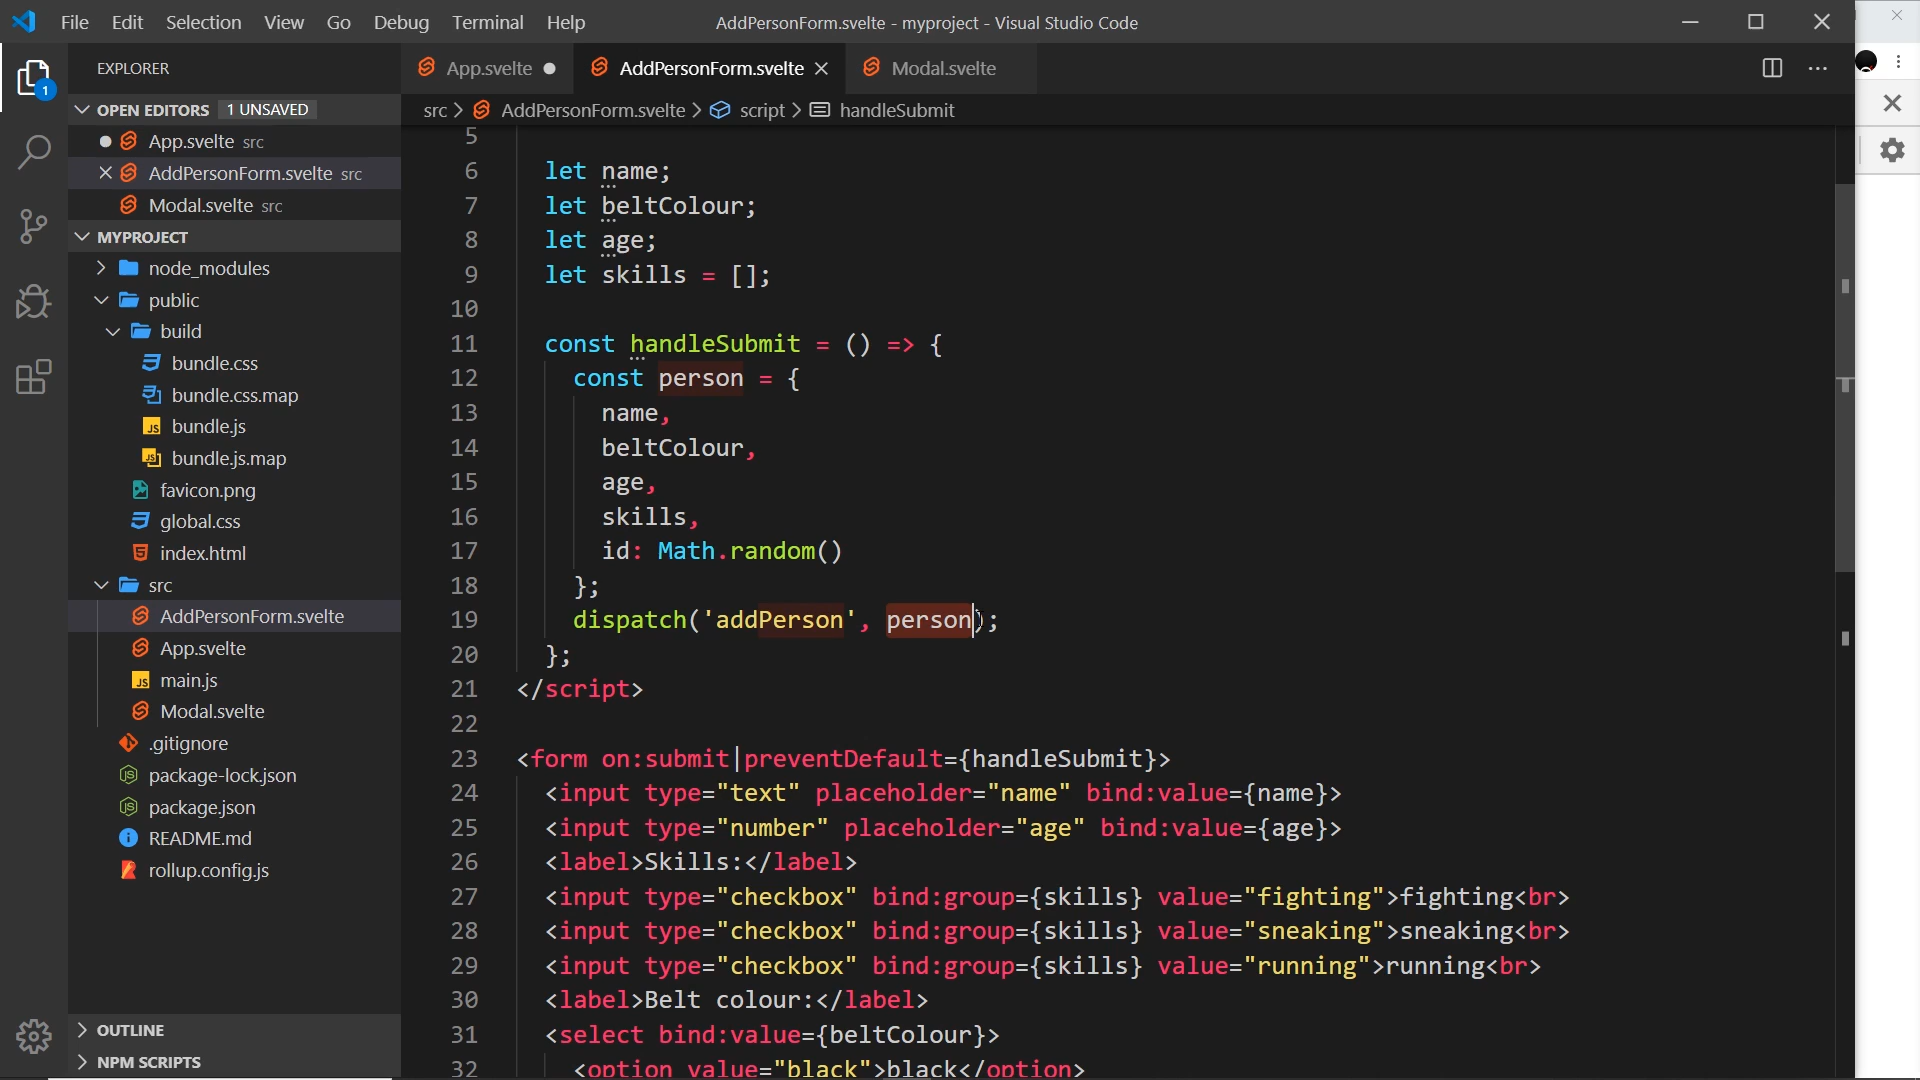 File Edit Selection View Go Debug Terminal Help
AddPersonForm.svelte - myproject - Visual Studio Code
EXPLORER
App.svelte
AddPersonForm.svelte
Modal.svelte
1
OPEN EDITORS 1 UNSAVED
App.svelte src
AddPersonForm.svelte src
Modal.svelte src
MYPROJECT
node_modules
public
build
bundle.css
bundle.css.map
bundle.js
bundle.js.map
favicon.png
global.css
index.html
src
AddPersonForm.svelte
App.svelte
main.js
Modal.svelte
.gitignore
package-lock.json
package.json
README.md
rollup.config.js
OUTLINE
NPM SCRIPTS
src > AddPersonForm.svelte > script > handleSubmit
5
6 let name;
7 let beltColour;
8 let age;
9 let skills = [];
10
11 const handleSubmit = () => {
12 const person = {
13 name,
14 beltColour,
15 age,
16 skills,
17 id: Math.random()
18 };
19 dispatch('addPerson', person);
20 };
21 </script>
22
23 <form on:submit|preventDefault={handleSubmit}>
24 <input type="text" placeholder="name" bind:value={name}>
25 <input type="number" placeholder="age" bind:value={age}>
26 <label>Skills:</label>
27 <input type="checkbox" bind:group={skills} value="fighting">fighting<br>
28 <input type="checkbox" bind:group={skills} value="sneaking">sneaking<br>
29 <input type="checkbox" bind:group={skills} value="running">running<br>
30 <label>Belt colour:</label>
31 <select bind:value={beltColour}>
32 <option value="black">black</option>